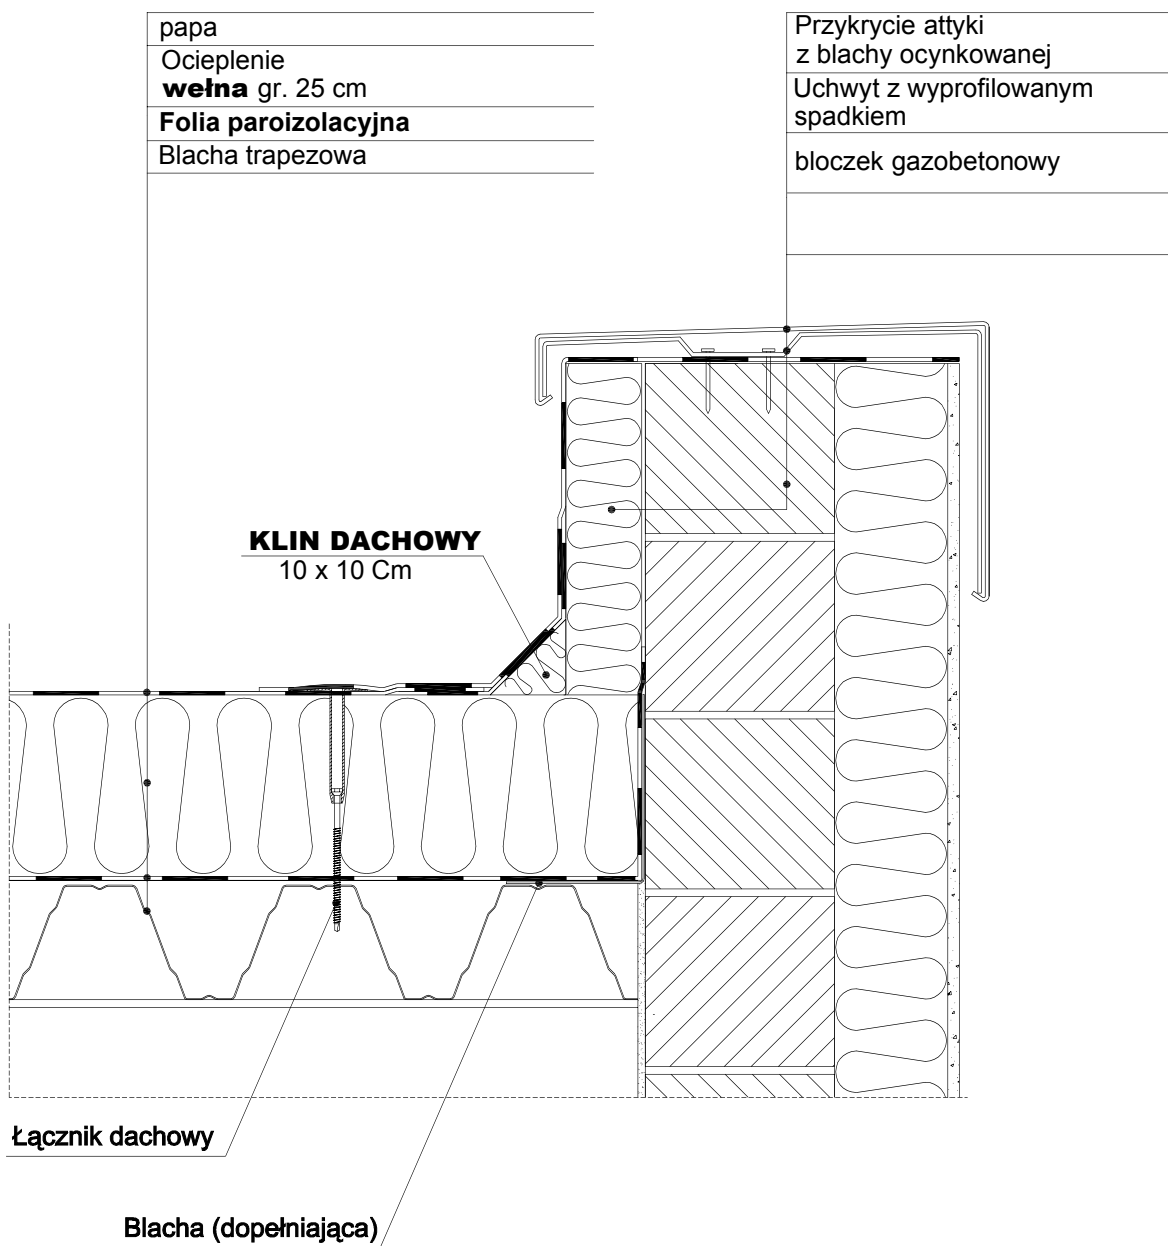 papa
Ocieplenie
wełna gr. 25 cm
Folia paroizolacyjna
Blacha trapezowa
Przykrycie attyki
z blachy ocynkowanej
Uchwyt z wyprofilowanym
spadkiem
bloczek gazobetonowy
KLIN DACHOWY
10 x 10 Cm
Łącznik dachowy
Blacha (dopełniająca)